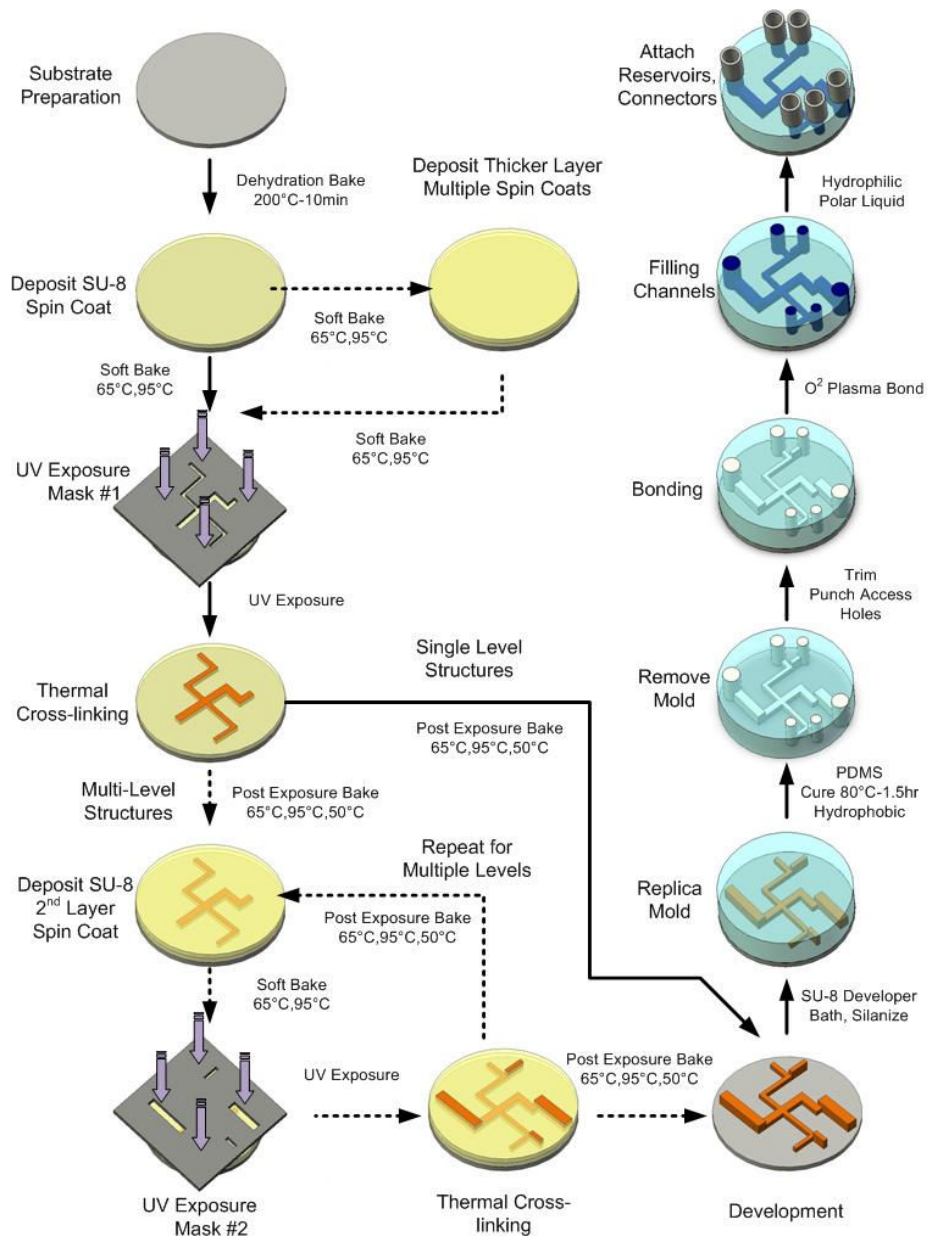 Substrate
Preparation
Dehydration Bake
200°C-10min
Deposit Thicker Layer
Multiple Spin Coats
Deposit SU-8
Spin Coat
Soft Bake
65°C,95°C
Soft Bake
65°C,95°C
Soft Bake
65°C,95°C
UV Exposure
Mask #1
UV Exposure
Thermal
Cross-linking
Single Level
Structures
Post Exposure Bake
65°C,95°C,50°C
Multi-Level
Structures
Post Exposure Bake
65°C,95°C,50°C
Deposit SU-8
2nd Layer
Spin Coat
Repeat for
Multiple Levels
Post Exposure Bake
65°C,95°C,50°C
Soft Bake
65°C,95°C
UV Exposure
Mask #2
UV Exposure
Thermal Cross-
linking
Post Exposure Bake
65°C,95°C,50°C
Development
SU-8 Developer
Bath, Silanize
Replica
Mold
PDMS
Cure 80°C-1.5hr
Hydrophobic
Remove
Mold
Trim
Punch Access
Holes
Bonding
O2 Plasma Bond
Filling
Channels
Hydrophilic
Polar Liquid
Attach
Reservoirs,
Connectors